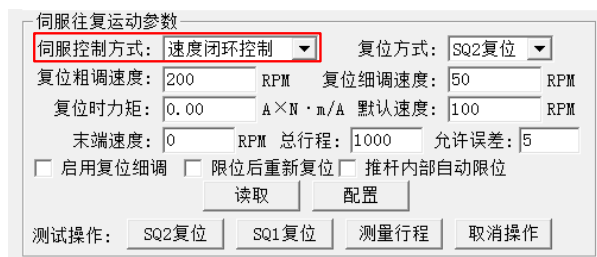 伺服往复运动参数
伺服控制方式: 速度闭环控制 复位方式: SQ2复位
复位粗调速度: 200 RPM 复位细调速度: 50 RPM
复位时力矩: 0.00 A×N·m/A 默认速度: 100 RPM
末端速度: 0 RPM 总行程: 1000 允许误差: 5
启用复位细调 限位后重新复位 推杆内部自动限位
读取 配置
测试操作: SQ2复位 SQ1复位 测量行程 取消操作